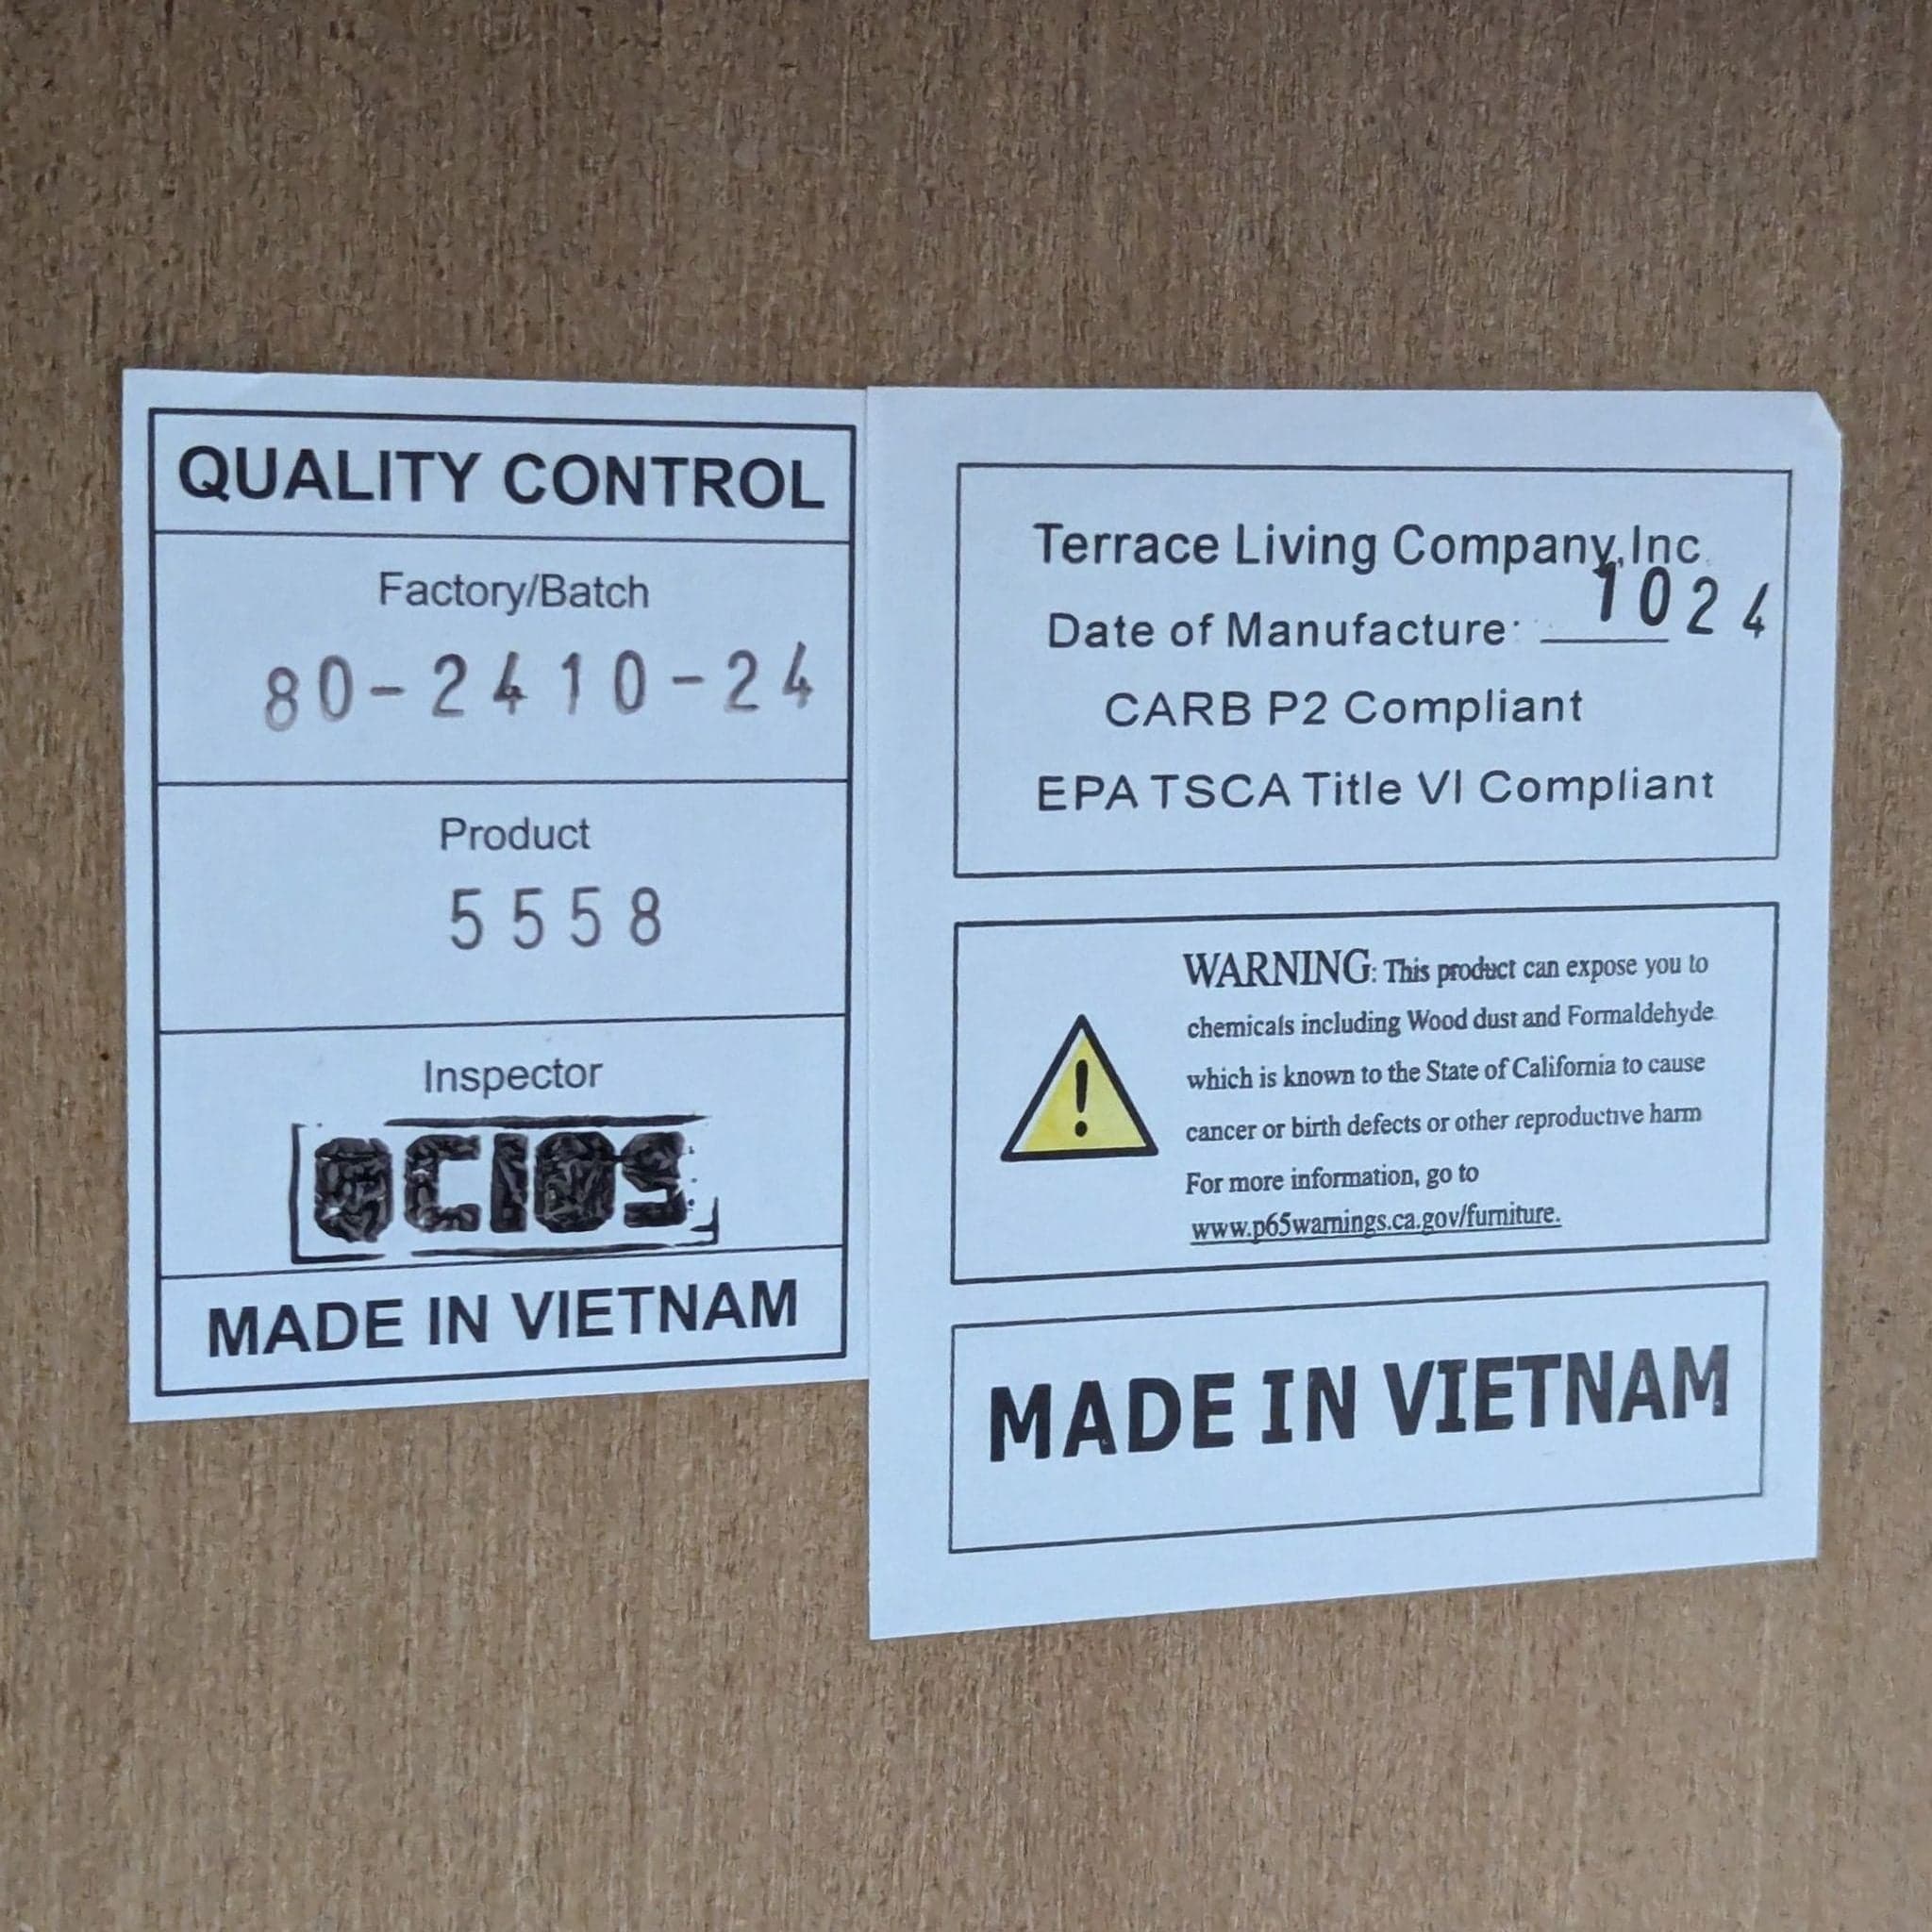 QUALITY CONTROL
Factory/Batch
80-2410-24
Product
5558
Inspector
MADE IN VIETNAM
Terrace Living Company,Inc.
Date of Manufacture: 1024
CARB P2 Compliant
EPA TSCA Title VI Compliant
WARNING: This product can expose you to
chemicals including Wood dust and Formaldehyde
which is known to the State of California to cause
cancer or birth defects or other reproductive harm
For more information, go to
www.p65warnings.ca.gov/furniture.
MADE IN VIETNAM